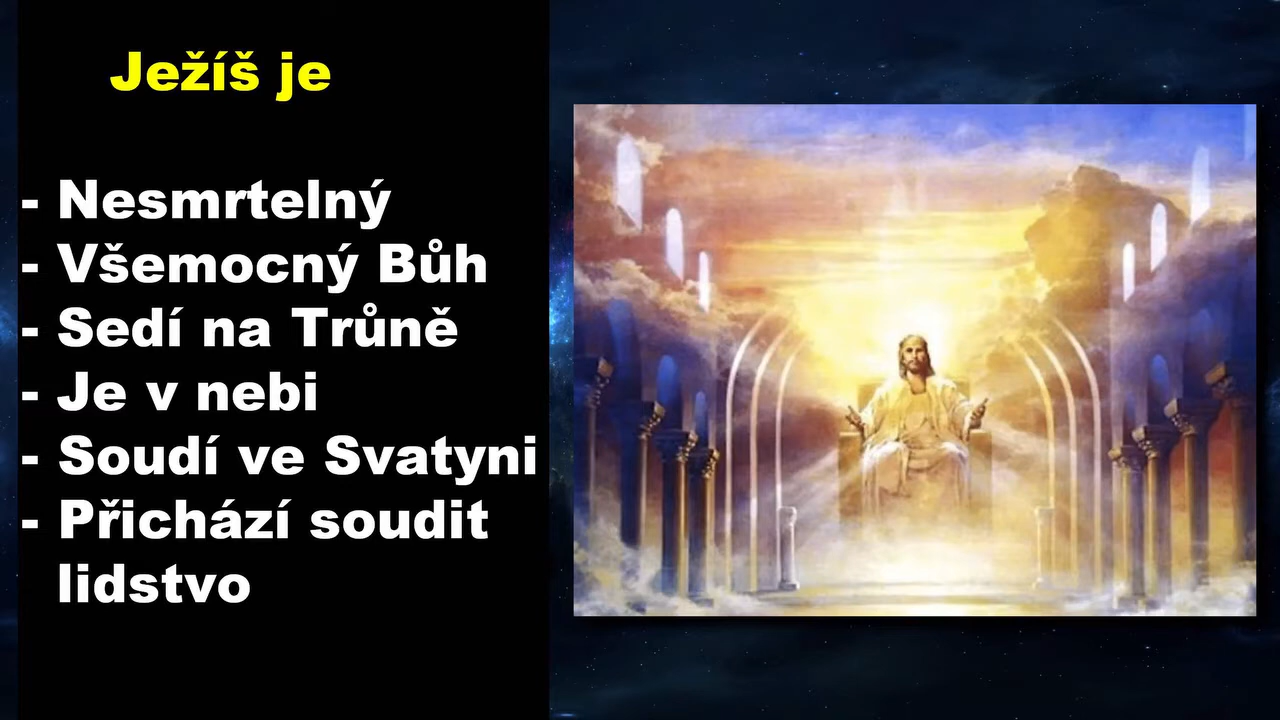 Ježíš je
- Nesmrtelný
- Všemocný Bůh
- Sedí na Trůně
- Je v nebi
- Soudí ve Svatyni
- Přichází soudit
lidstvo